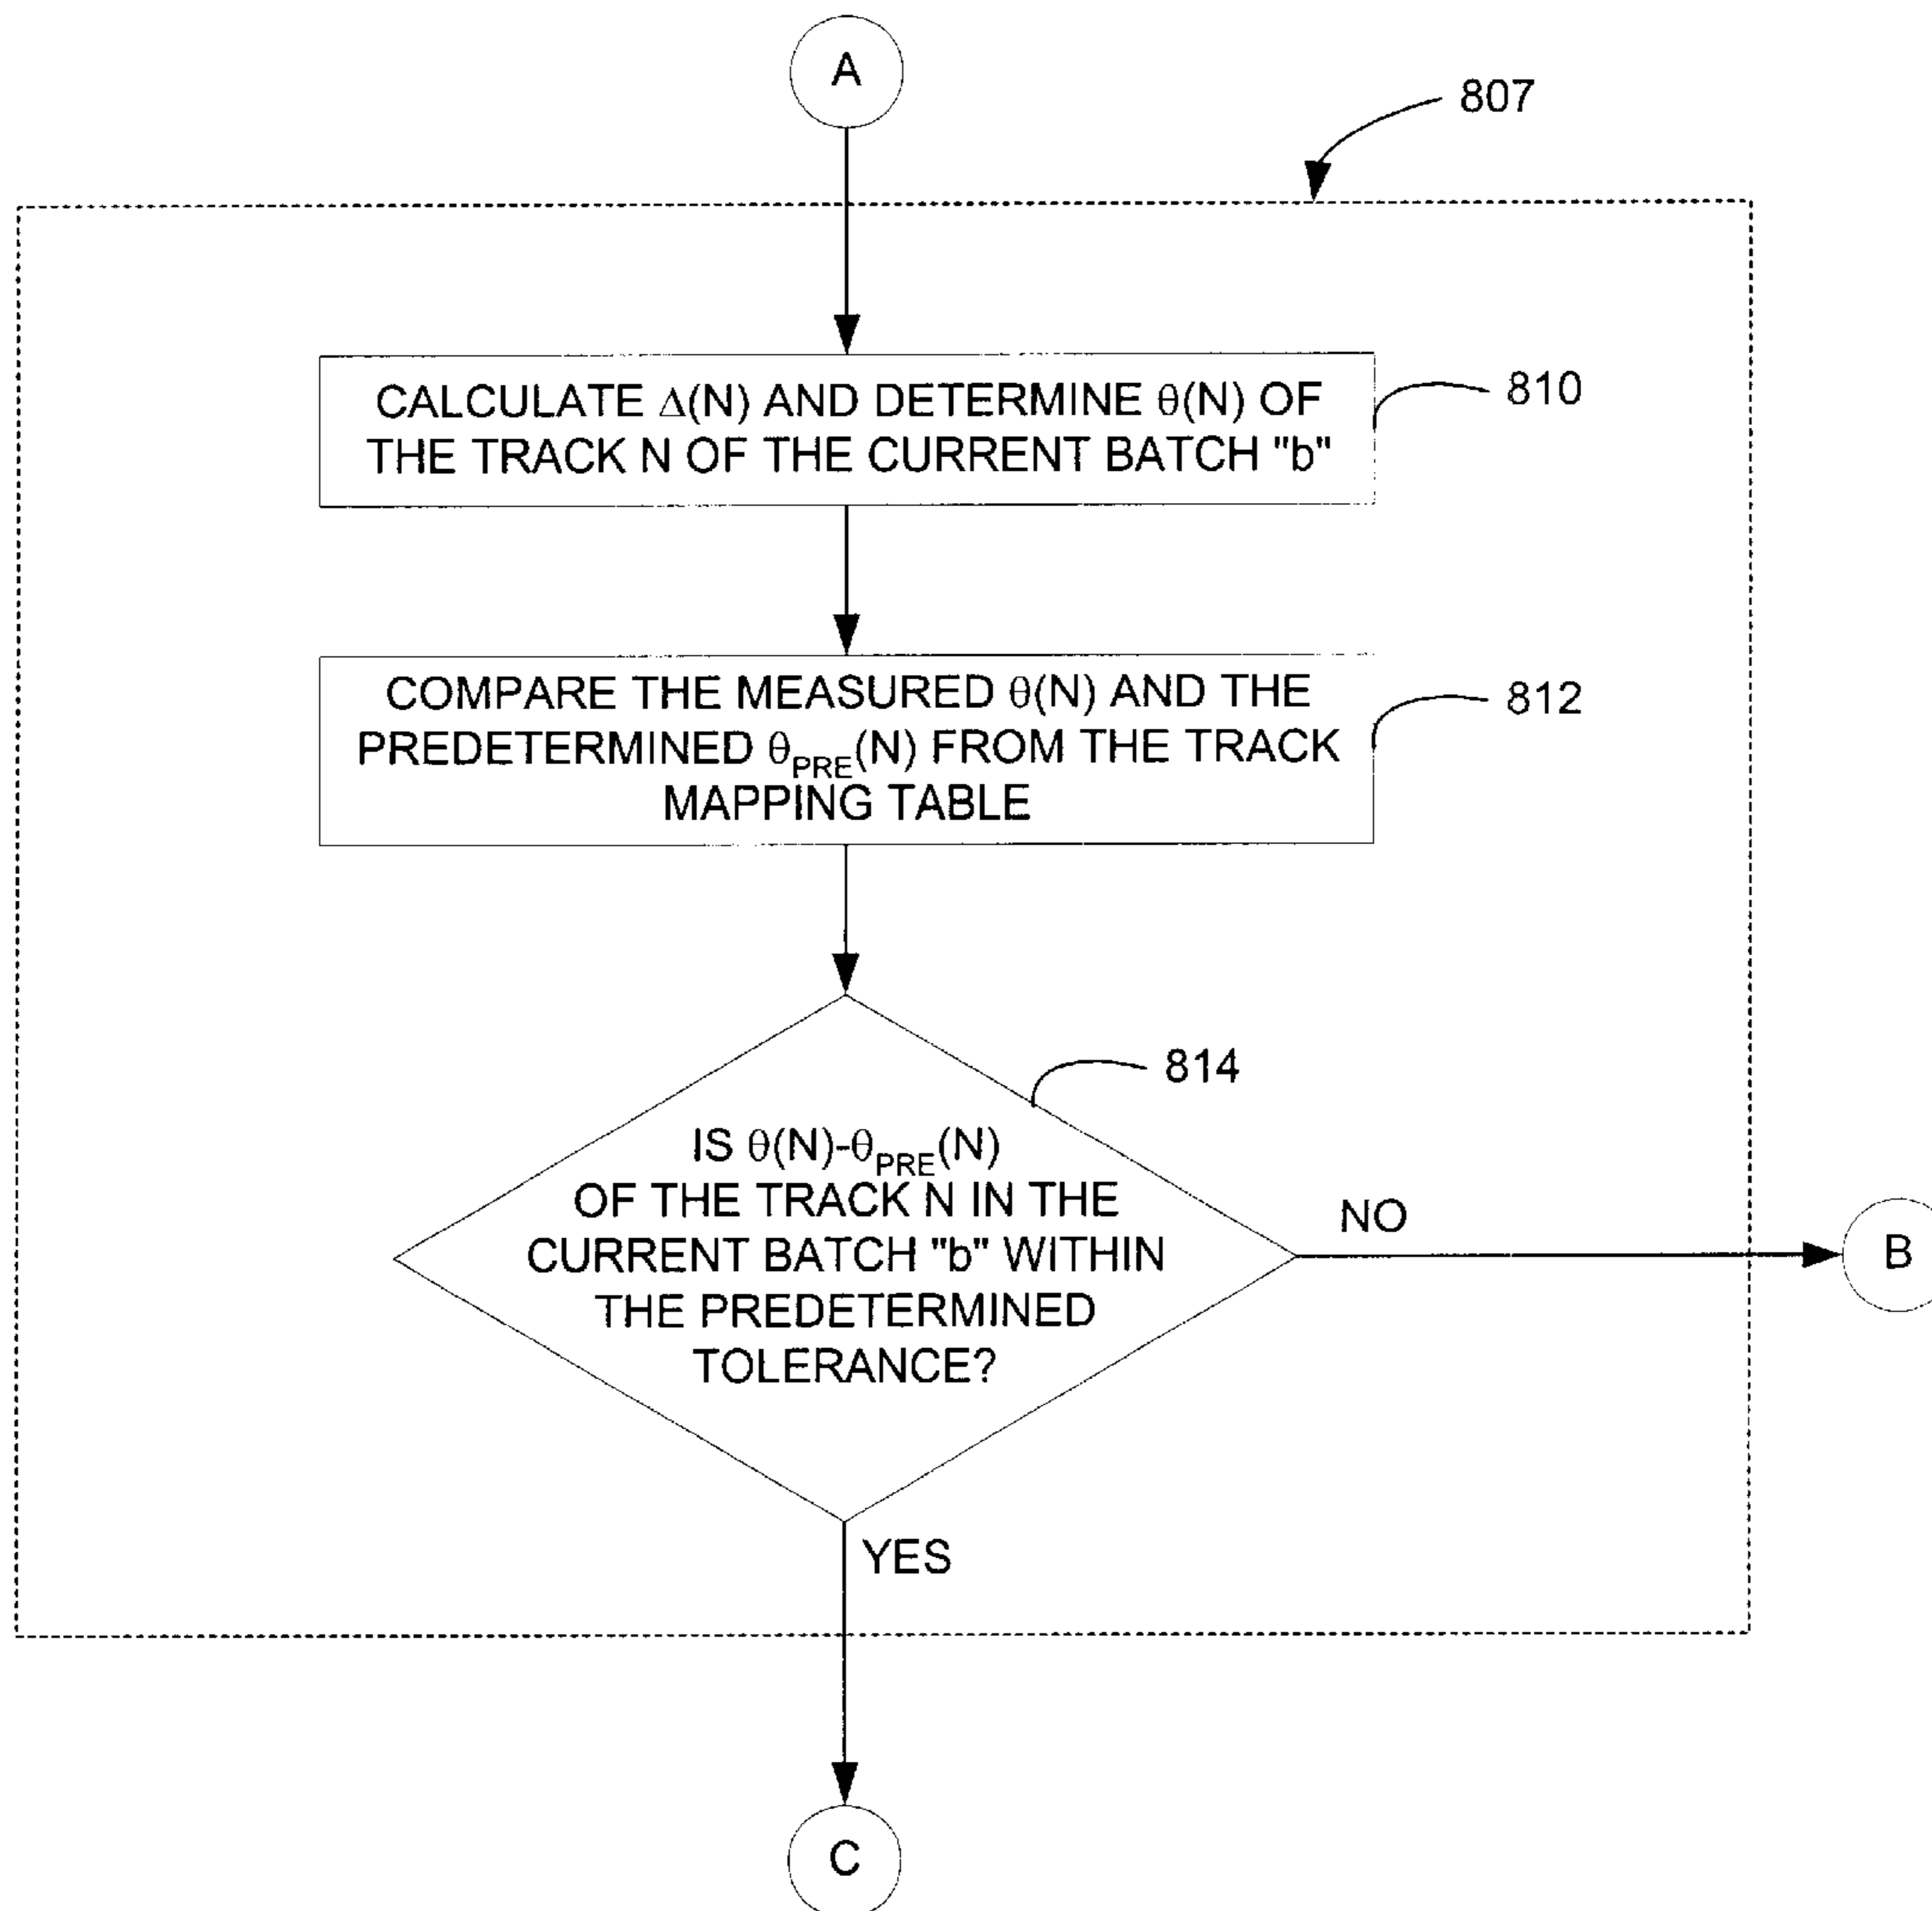 A
807
CALCULATE Δ(N) AND DETERMINE θ(N) OF
THE TRACK N OF THE CURRENT BATCH "b"
810
COMPARE THE MEASURED θ(N) AND THE
PREDETERMINED θPRE(N) FROM THE TRACK
MAPPING TABLE
812
814
IS θ(N)-θPRE(N)
OF THE TRACK N IN THE
CURRENT BATCH "b" WITHIN
THE PREDETERMINED
TOLERANCE?
NO
B
YES
C